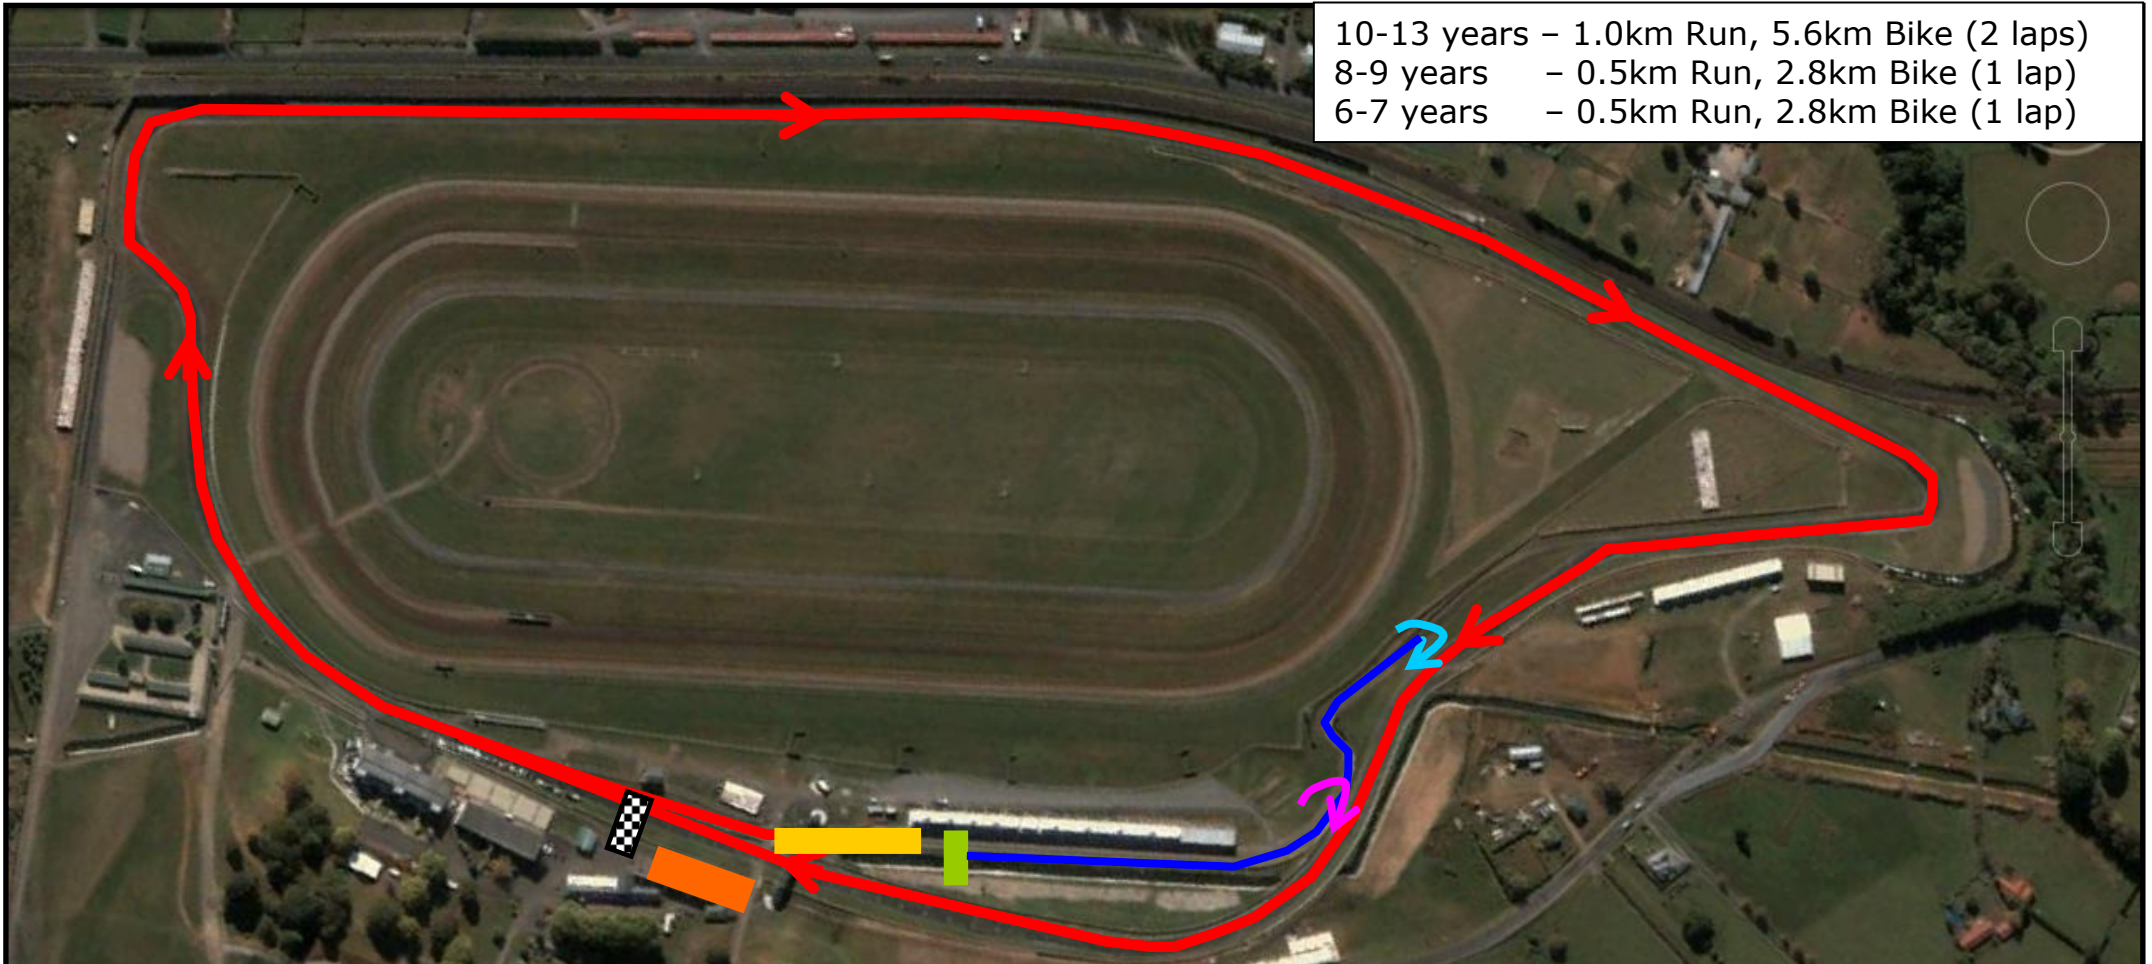 10-13 years – 1.0km Run, 5.6km Bike (2 laps)
8-9 years – 0.5km Run, 2.8km Bike (1 lap)
6-7 years – 0.5km Run, 2.8km Bike (1 lap)